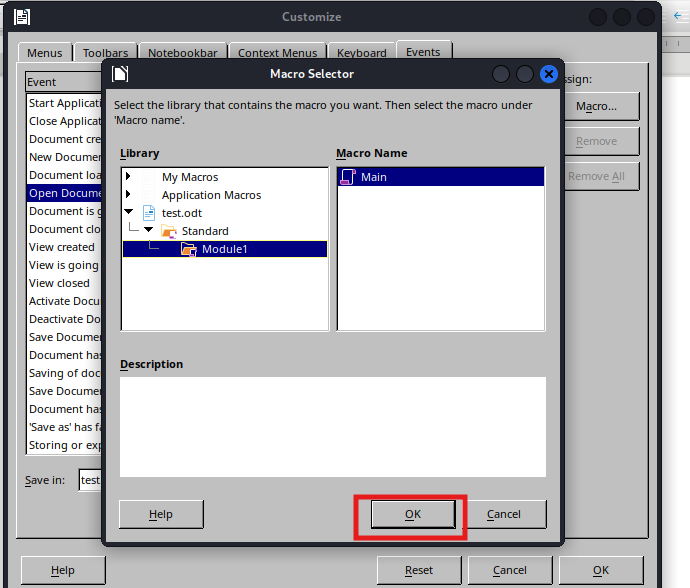 Customize
Menus
Toolbars
Notebookbar
Context Menus
Keyboard
Events
Macro Selector
Select the library that contains the macro you want. Then select the macro under
'Macro name'.
Library
My Macros
Application Macros
test.odt
Standard
Module1
Macro Name
Main
Description
Help
OK
Cancel
Event
Start Applicati
Close Applicat
Document cre
New Documen
Document loa
Open Docume
Document is g
Document clo
View created
View is going
View closed
Activate Docu
Deactivate Do
Save Documen
Document has
Saving of doc
Save Documen
Document has
'Save as' has fa
Storing or exp
Save in:
test
ssign:
Macro...
Remove
Remove All
Help
Reset
Cancel
OK